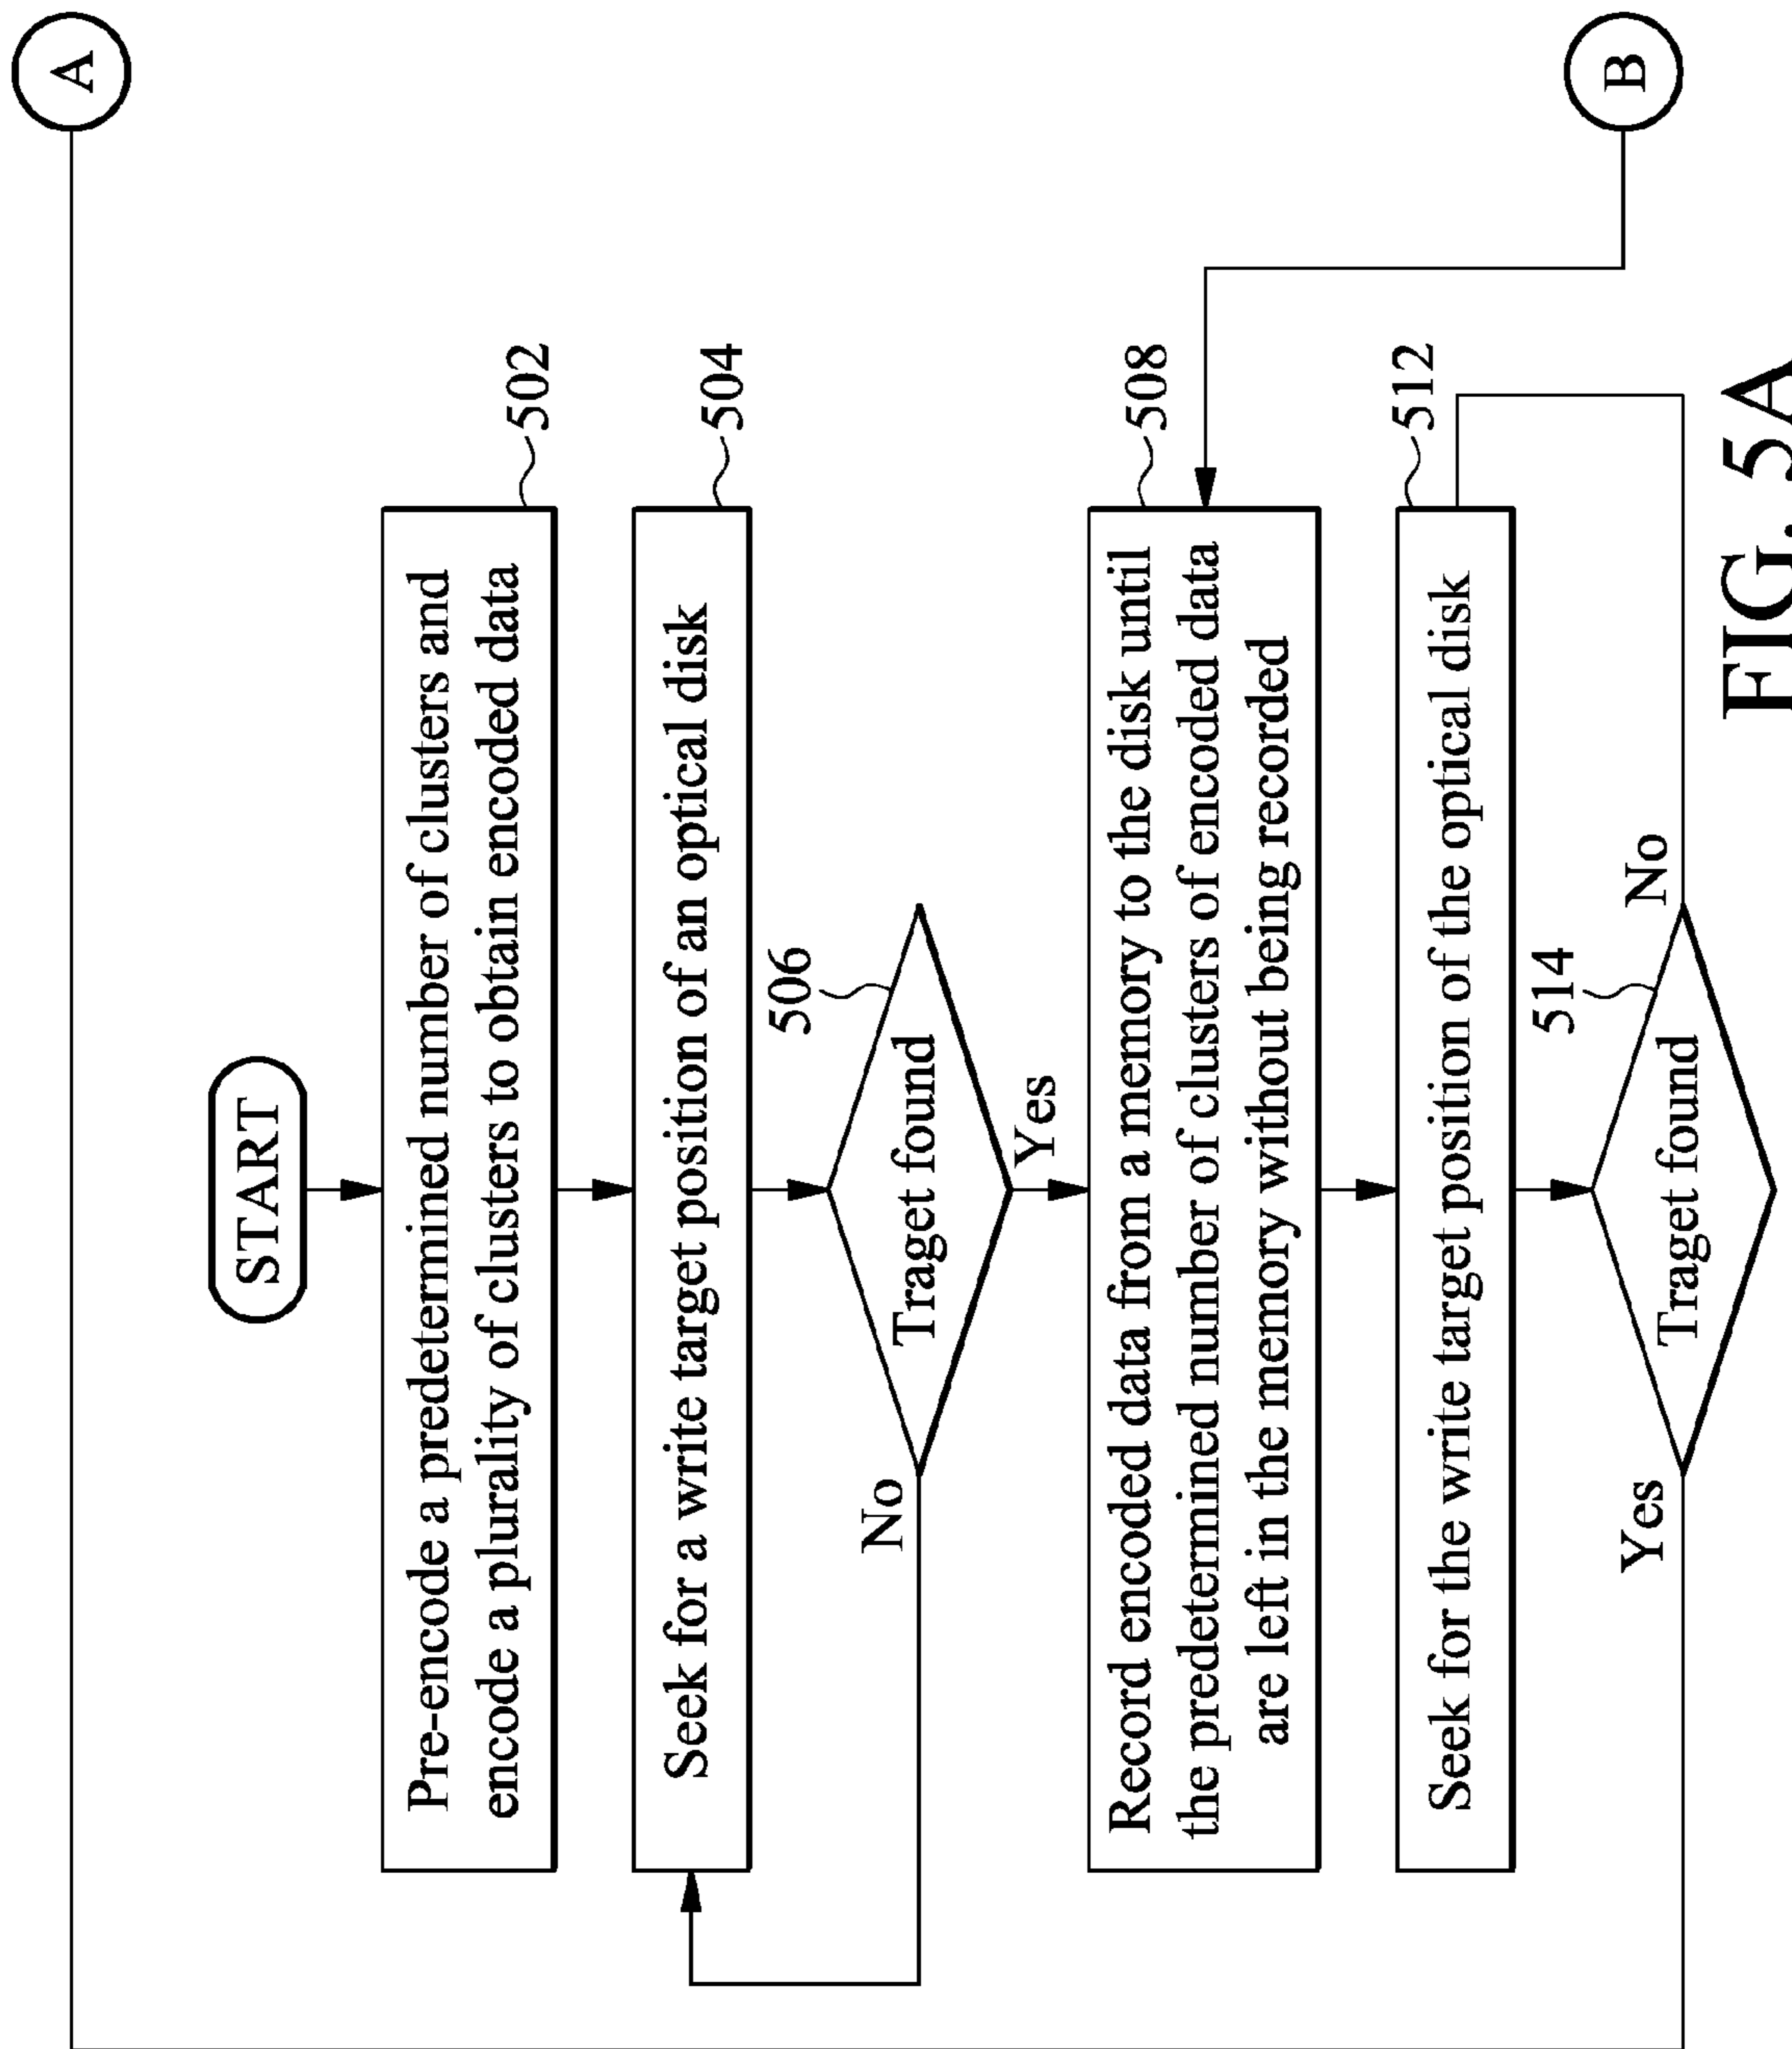 START
Pre-encode a predetermined number of clusters and
encode a plurality of clusters to obtain encoded data
502
Seek for a write target position of an optical disk
504
506
Traget found
No
Yes
Record encoded data from a memory to the disk until
the predetermined number of clusters of encoded data
are left in the memory without being recorded
508
Seek for the write target position of the optical disk
512
514
Traget found
Yes
No
A
B
FIG. 5A